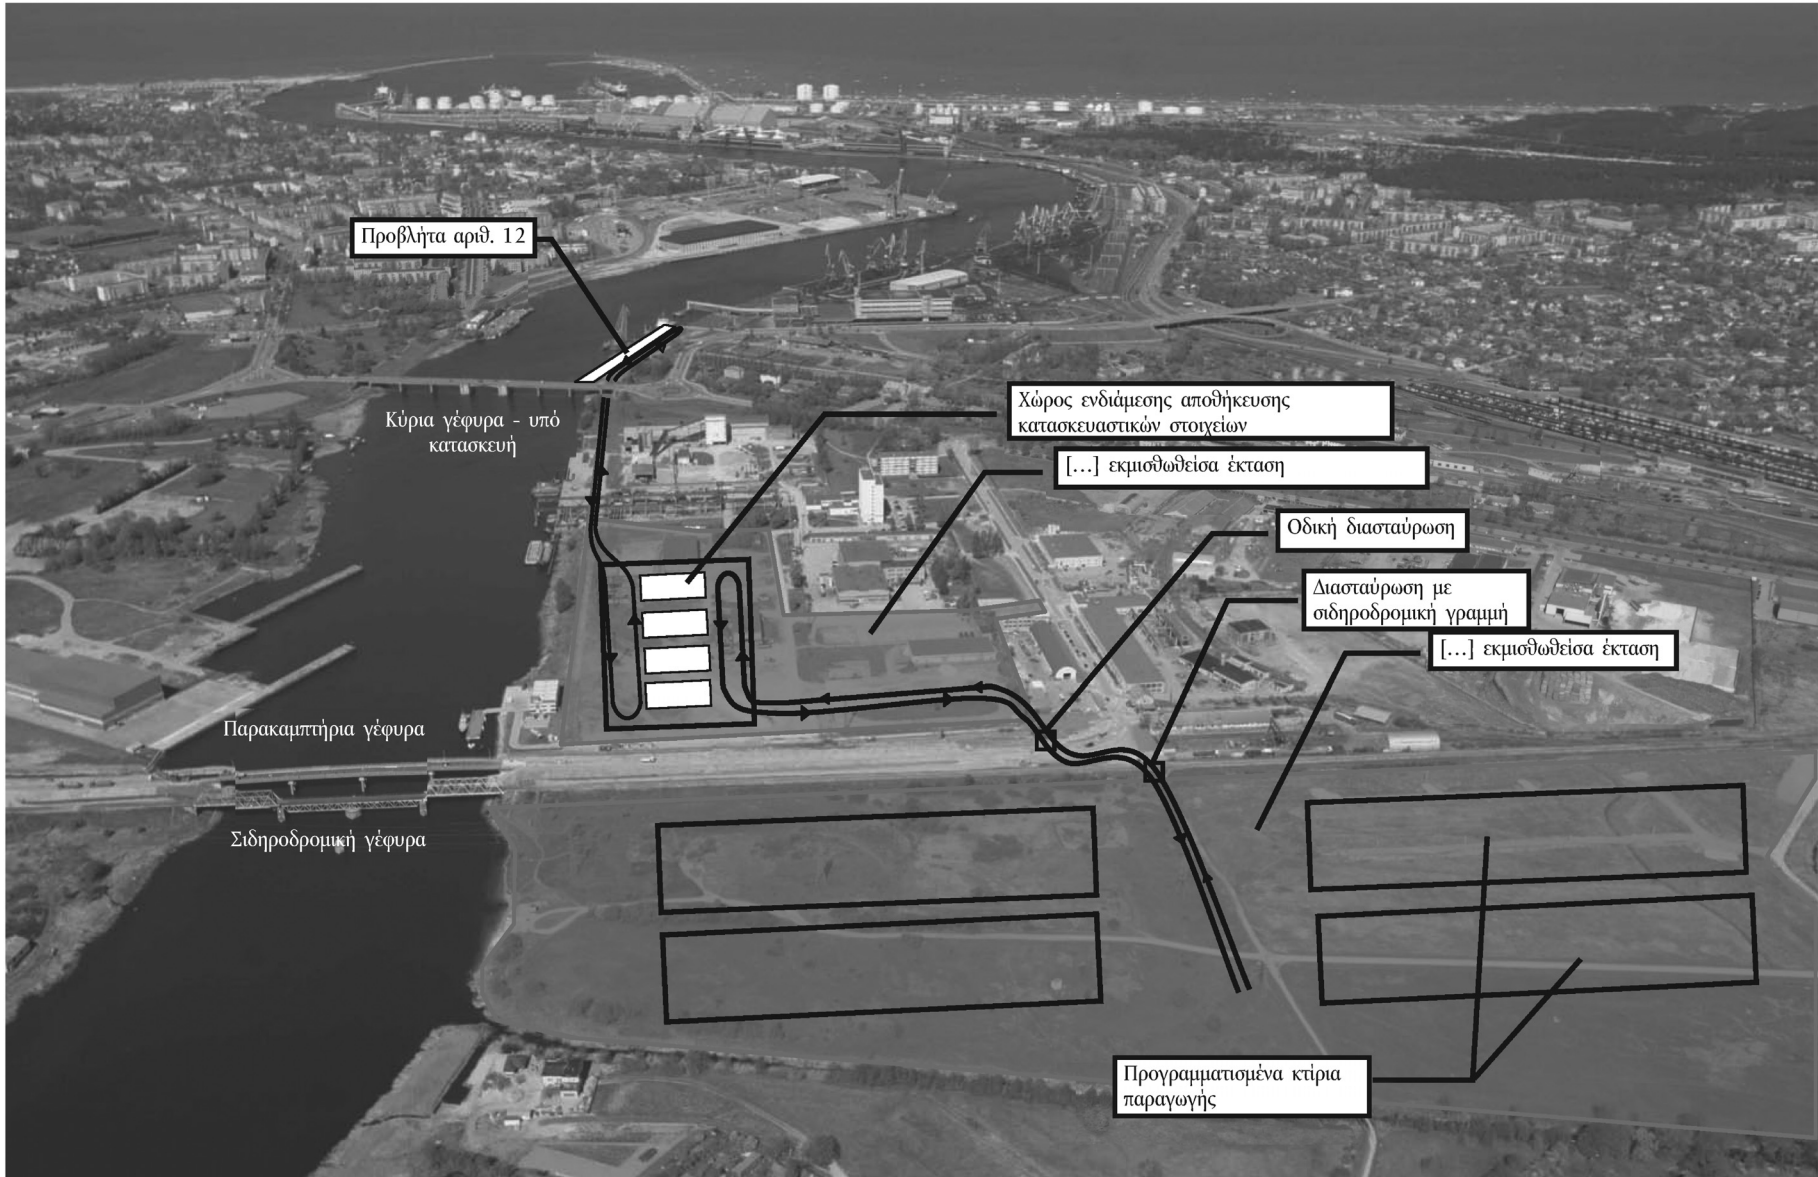 Προβλήτα αριθ. 12
Κύρια γέφυρα - υπό
κατασκευή
Χώρος ενδιάμεσης αποθήκευσης
κατασκευαστικών στοιχείων
[...] εκμισθωθείσα έκταση
Οδική διασταύρωση
Διασταύρωση με
σιδηροδρομική γραμμή
[...] εκμισθωθείσα έκταση
Παρακαμπτήρια γέφυρα
Σιδηροδρομική γέφυρα
Προγραμματισμένα κτίρια
παραγωγής